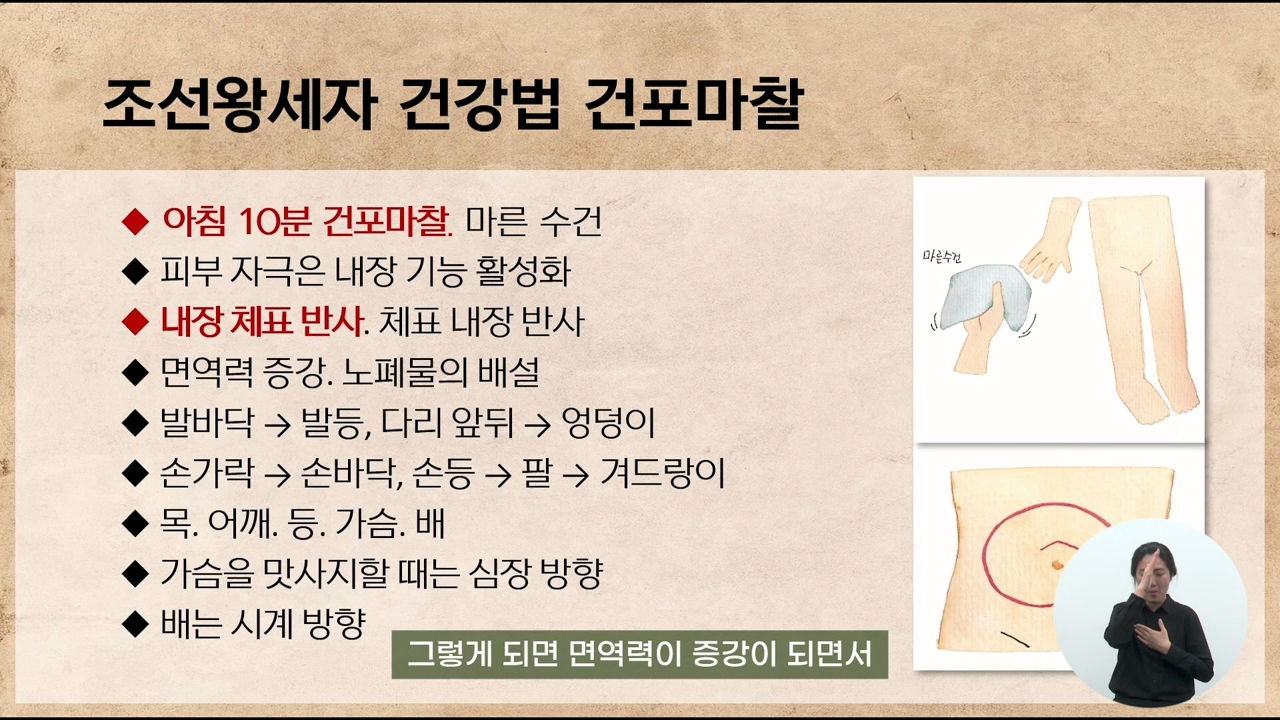 조선왕세자 건강법 건포마찰
◆ 아침 10분 건포마찰. 마른 수건
◆ 피부 자극은 내장 기능 활성화
◆ 내장 체표 반사. 체표 내장 반사
◆ 면역력 증강. 노폐물의 배설
◆ 발바닥 → 발등, 다리 앞뒤 → 엉덩이
◆ 손가락 → 손바닥, 손등 → 팔 → 겨드랑이
◆ 목. 어깨. 등. 가슴. 배
◆ 가슴을 맛사지할 때는 심장 방향
◆ 배는 시계 방향
마른수건
그렇게 되면 면역력이 증강이 되면서